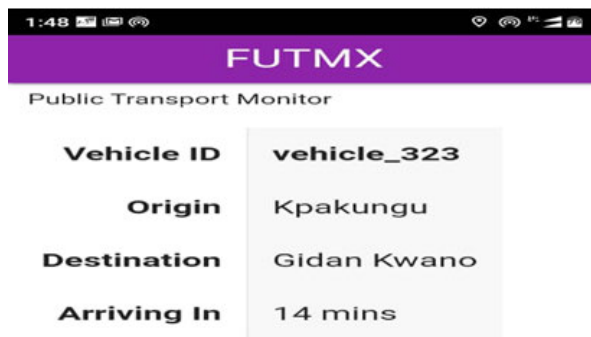 1:48
FUTMX
Public Transport Monitor
Vehicle ID vehicle_323
Origin Kpakungu
Destination Gidan Kwano
Arriving In 14 mins